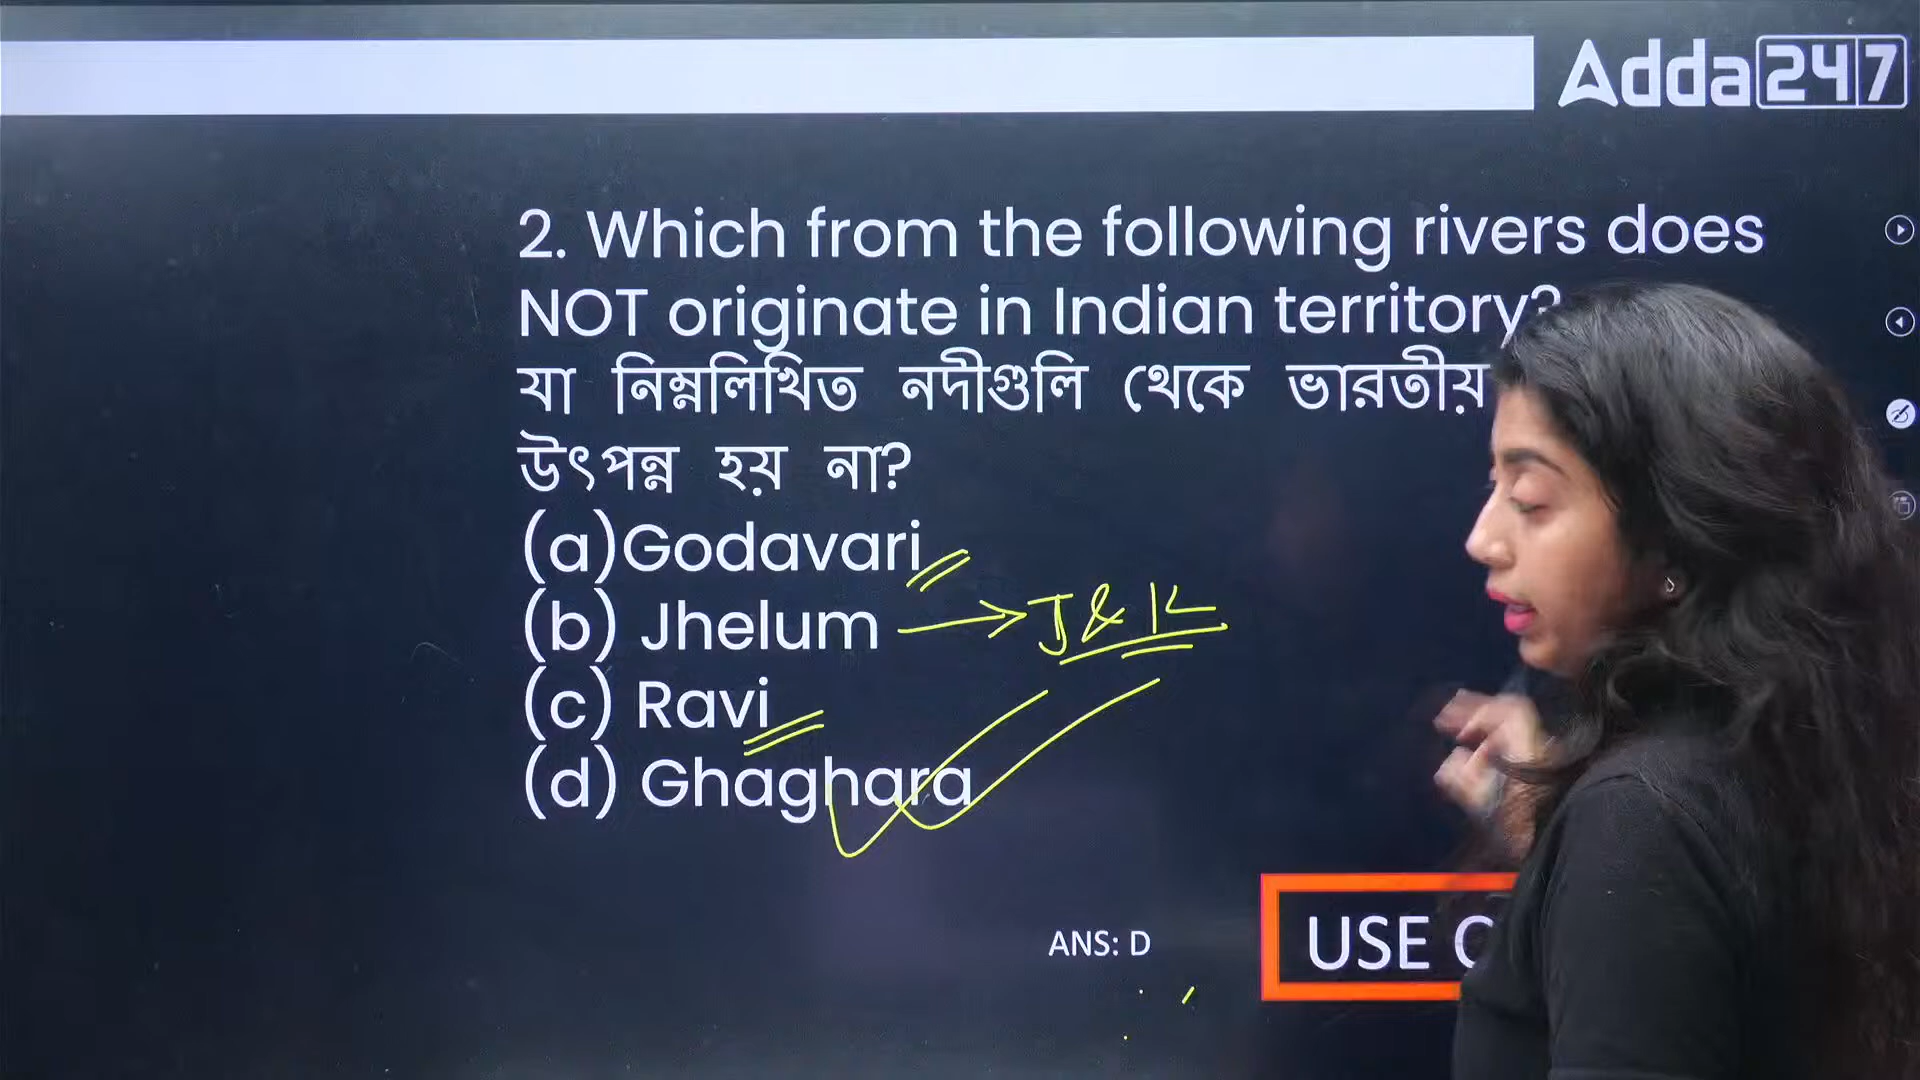 Adda247
2. Which from the following rivers does
NOT originate in Indian territory?
যা নিম্নলিখিত নদীগুলি থেকে ভারতীয়
উৎপন্ন হয় না?
(a)Godavari
(b) Jhelum → J & K
(c) Ravi
(d) Ghaghara
ANS: D
USE